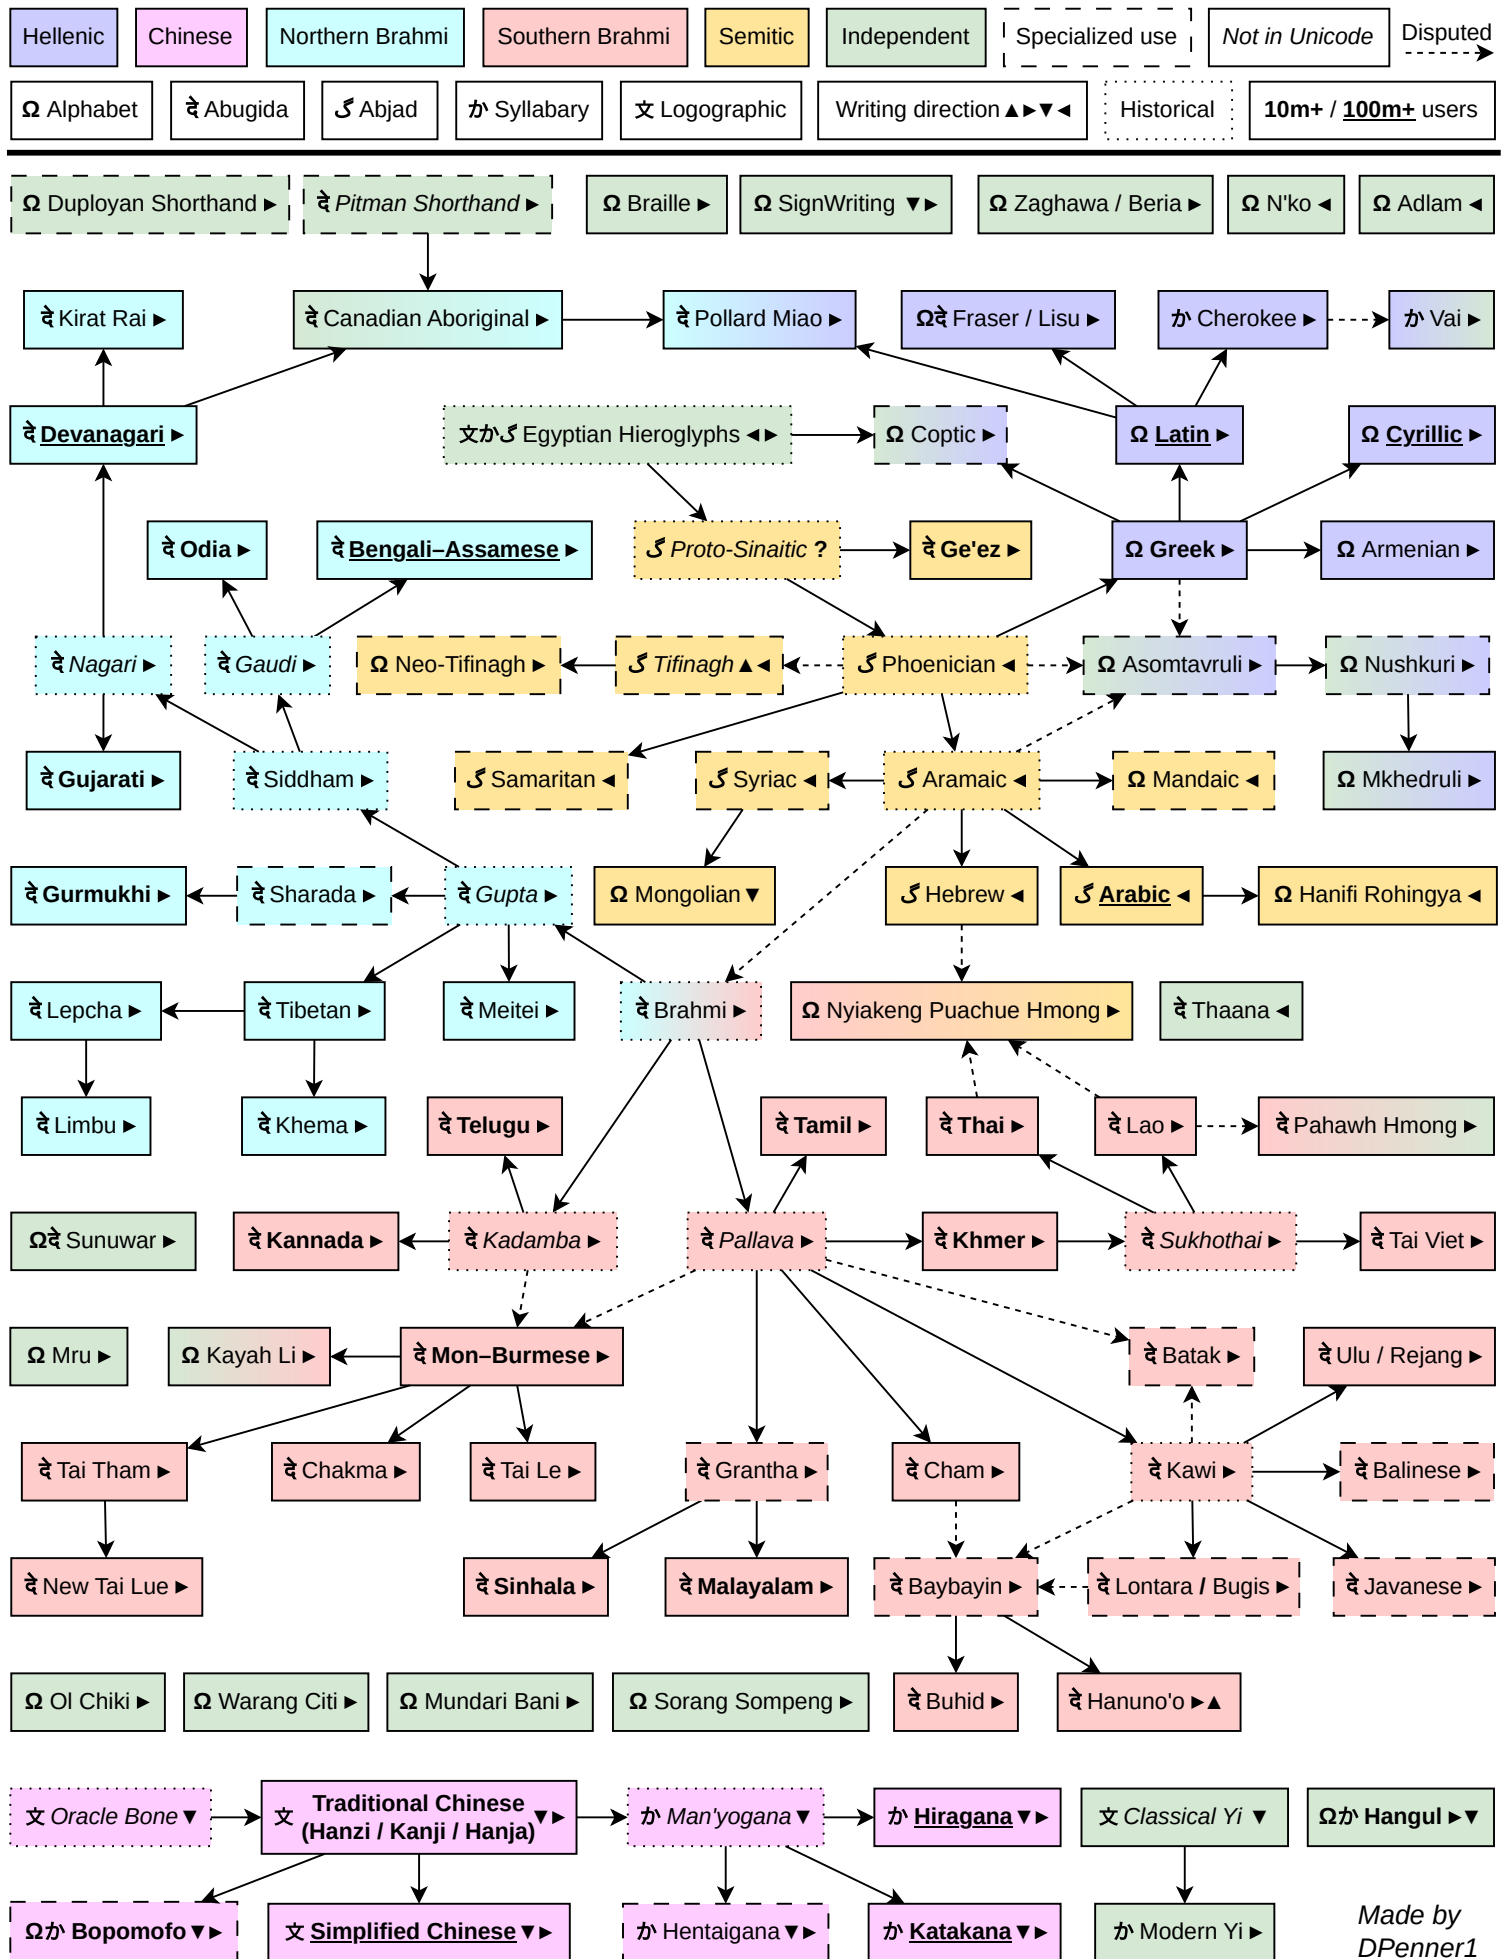 Hellenic
Chinese
Northern Brahmi
Southern Brahmi
Semitic
Independent
Specialized use
Not in Unicode
Disputed
Ω Alphabet
दे Abugida
گ Abjad
か Syllabary
文 Logographic
Writing direction ▲►▼◄
Historical
10m+ / 100m+ users
Ω Duployan Shorthand ►
दे Pitman Shorthand ►
Ω Braille ►
Ω SignWriting ▼►
Ω Zaghawa / Beria ►
Ω N'ko ◄
Ω Adlam ◄
दे Kirat Rai ►
दे Canadian Aboriginal ►
दे Pollard Miao ►
Ωदे Fraser / Lisu ►
か Cherokee ►
か Vai ►
दे Devanagari ►
文かگ Egyptian Hieroglyphs ◄►
Ω Coptic ►
Ω Latin ►
Ω Cyrillic ►
दे Odia ►
दे Bengali–Assamese ►
گ Proto-Sinaitic ?
दे Ge'ez ►
Ω Greek ►
Ω Armenian ►
दे Nagari ►
दे Gaudi ►
Ω Neo-Tifinagh ►
گ Tifinagh ▲◄
گ Phoenician ◄
Ω Asomtavruli ►
Ω Nushkuri ►
दे Gujarati ►
दे Siddham ►
گ Samaritan ◄
گ Syriac ◄
گ Aramaic ◄
Ω Mandaic ◄
Ω Mkhedruli ►
दे Gurmukhi ►
दे Sharada ►
दे Gupta ►
Ω Mongolian ▼
گ Hebrew ◄
گ Arabic ◄
Ω Hanifi Rohingya ◄
दे Lepcha ►
दे Tibetan ►
दे Meitei ►
दे Brahmi ►
Ω Nyiakeng Puachue Hmong ►
दे Thaana ◄
दे Limbu ►
दे Khema ►
दे Telugu ►
दे Tamil ►
दे Thai ►
दे Lao ►
दे Pahawh Hmong ►
Ωदे Sunuwar ►
दे Kannada ►
दे Kadamba ►
दे Pallava ►
दे Khmer ►
दे Sukhothai ►
दे Tai Viet ►
Ω Mru ►
Ω Kayah Li ►
दे Mon–Burmese ►
दे Batak ►
दे Ulu / Rejang ►
दे Tai Tham ►
दे Chakma ►
दे Tai Le ►
दे Grantha ►
दे Cham ►
दे Kawi ►
दे Balinese ►
दे New Tai Lue ►
दे Sinhala ►
दे Malayalam ►
दे Baybayin ►
दे Lontara / Bugis ►
दे Javanese ►
Ω Ol Chiki ►
Ω Warang Citi ►
Ω Mundari Bani ►
Ω Sorang Sompeng ►
दे Buhid ►
दे Hanuno'o ►▲
文 Oracle Bone ▼
文 Traditional Chinese ▼►
(Hanzi / Kanji / Hanja)
か Man'yogana ▼
か Hiragana ▼►
文 Classical Yi ▼
Ωか Hangul ►▼
Ωか Bopomofo ▼►
文 Simplified Chinese ▼►
か Hentaigana ▼►
か Katakana ▼►
か Modern Yi ►
Made by
DPenner1